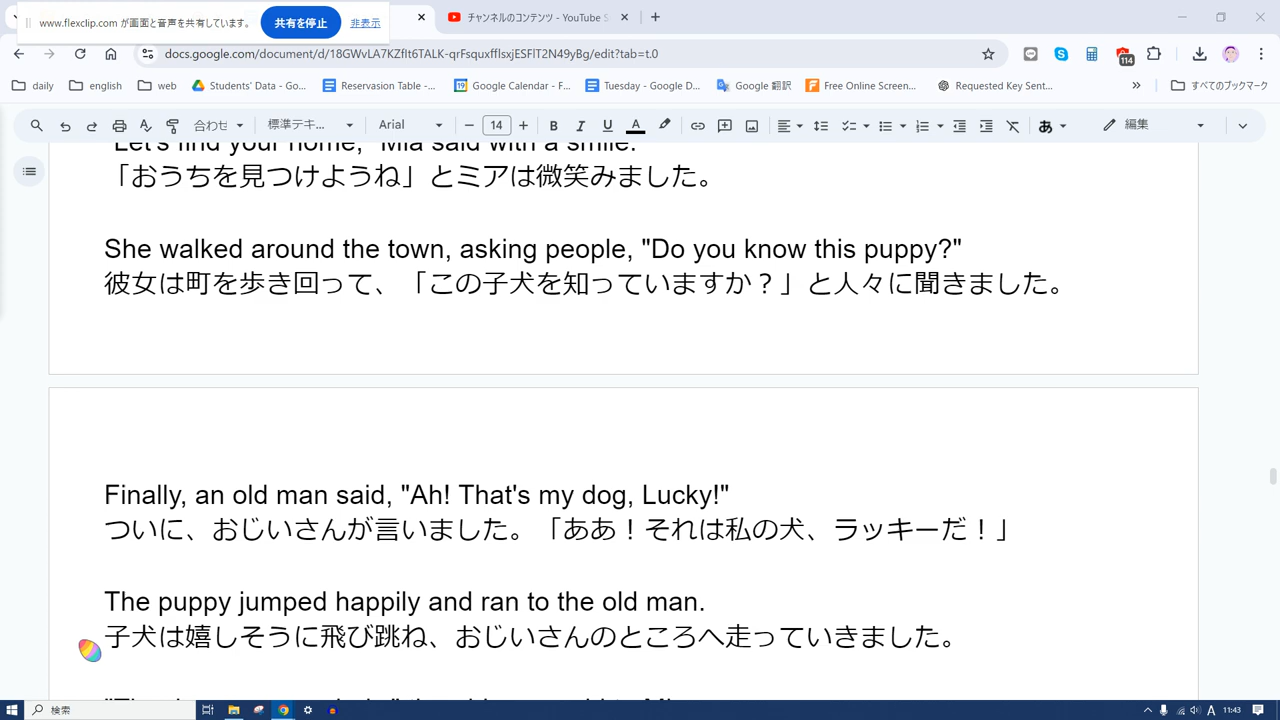 www.flexclip.com が画面と音声を共有しています。
共有を停止
非表示
チャンネルのコンテンツ - YouTube S
docs.google.com/document/d/18GWvLA7KZfIt6TALK-qrFsquxfflsxjESFlT2N49yBg/edit?tab=t.0
114
daily
english
web
Students' Data - Go...
Reservasion Table -...
Google Calendar - F...
Tuesday - Google D...
Google 翻訳
Free Online Screen...
Requested Key Sent...
すべてのブックマーク
合わせ
標準テキ...
Arial
14
編集
"Let's find your home," Mia said with a smile.
「おうちを見つけようね」とミアは微笑みました。
She walked around the town, asking people, "Do you know this puppy?"
彼女は町を歩き回って、「この子犬を知っていますか？」と人々に聞きました。
Finally, an old man said, "Ah! That's my dog, Lucky!"
ついに、おじいさんが言いました。「ああ！それは私の犬、ラッキーだ！」
The puppy jumped happily and ran to the old man.
子犬は嬉しそうに飛び跳ね、おじいさんのところへ走っていきました。
検索
A
11:43